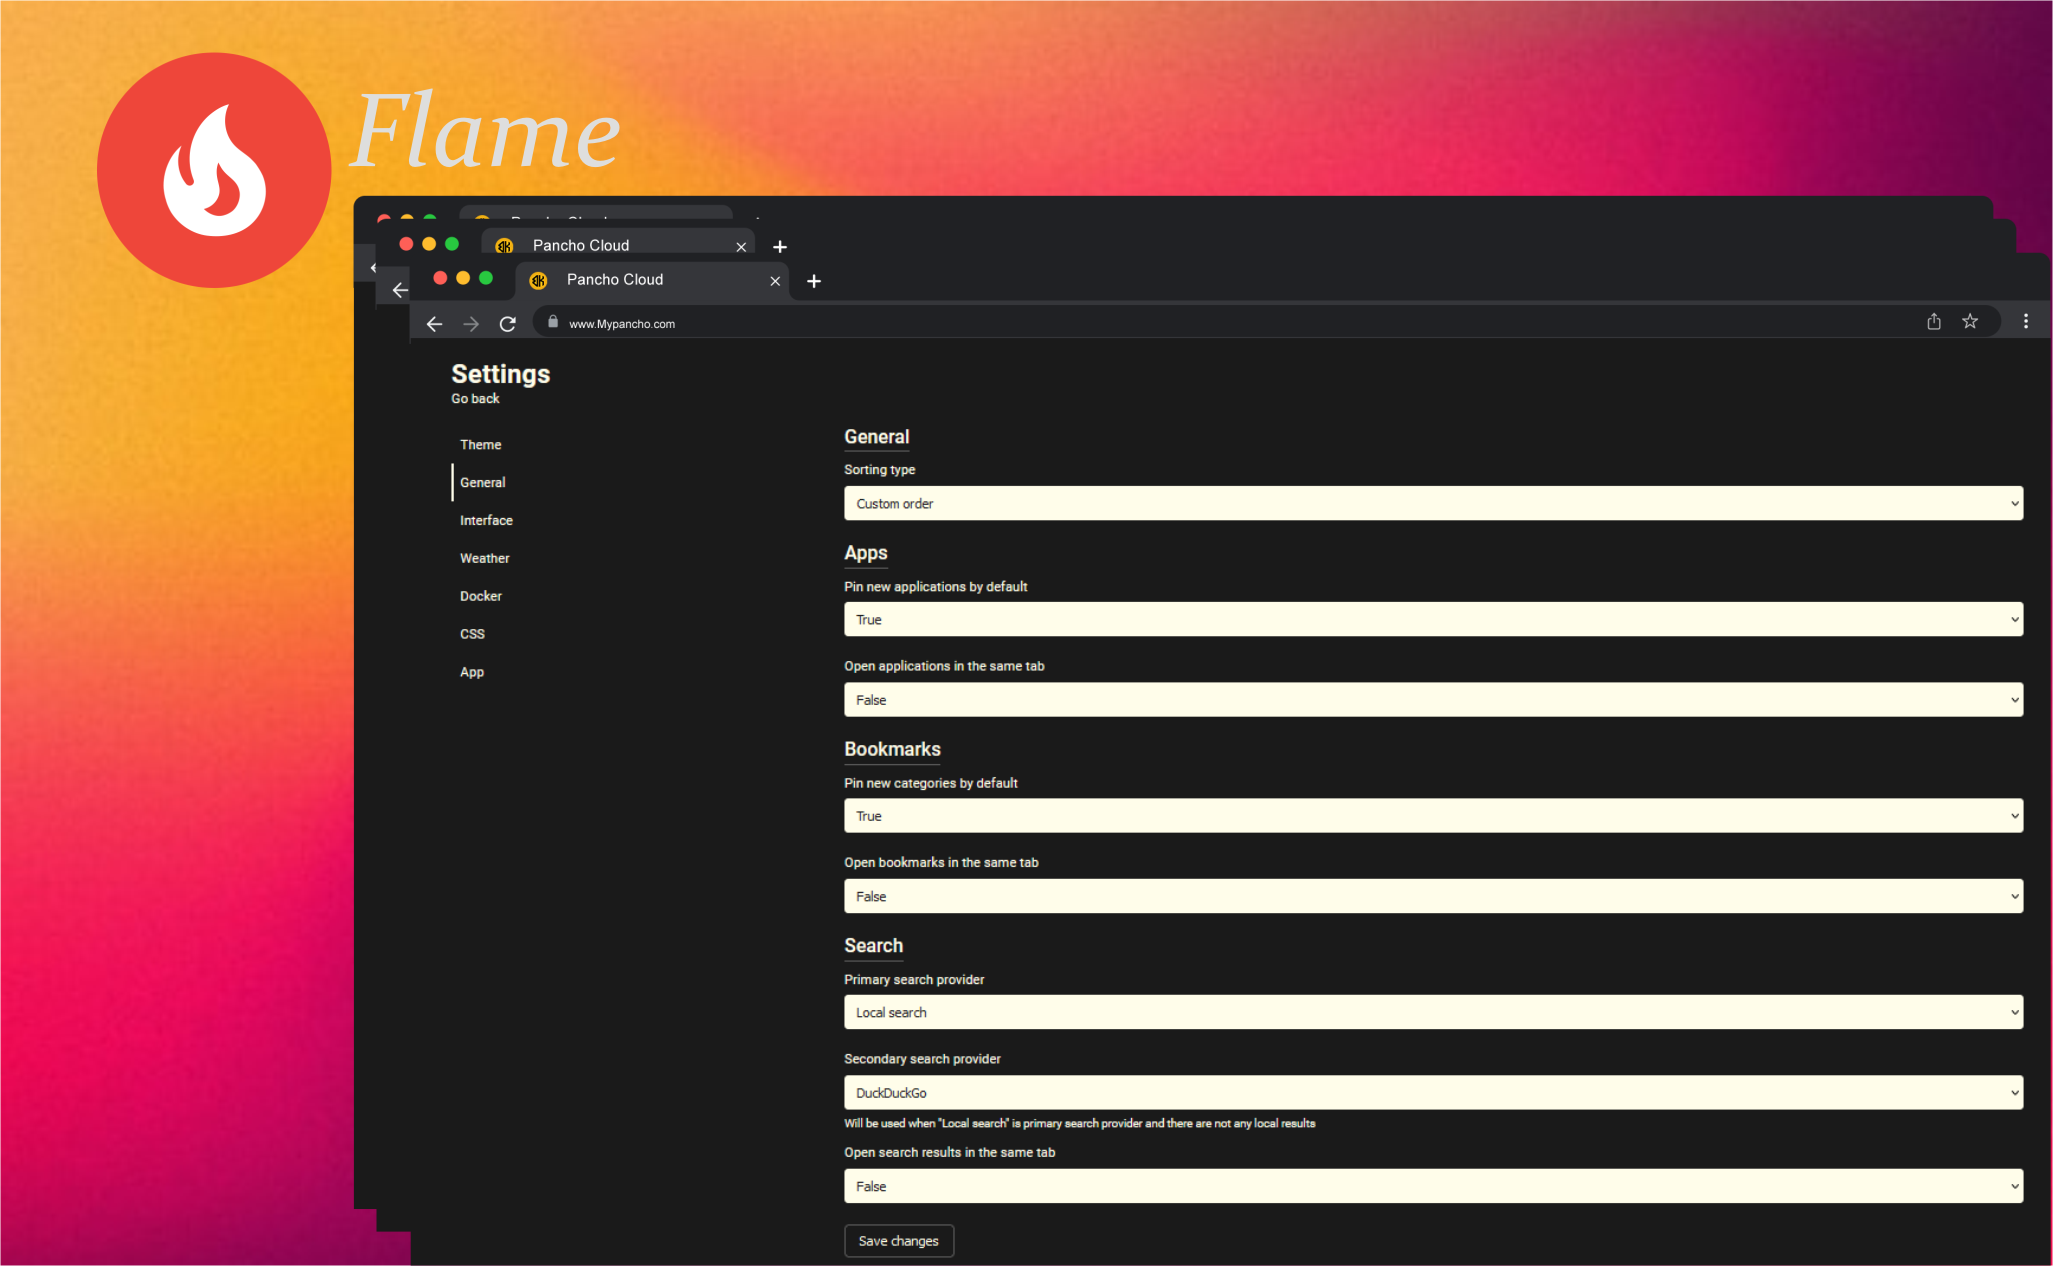 Flame
Pancho Cloud
Pancho Cloud
www.Mypancho.com
Settings
Go back
Theme
General
Interface
Weather
Docker
CSS
App
General
Sorting type
Custom order
Apps
Pin new applications by default
True
Open applications in the same tab
False
Bookmarks
Pin new categories by default
True
Open bookmarks in the same tab
False
Search
Primary search provider
Local search
Secondary search provider
DuckDuckGo
Will be used when "Local search" is primary search provider and there are not any local results
Open search results in the same tab
False
Save changes